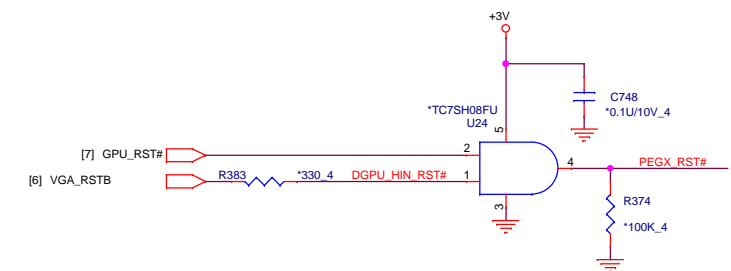 +3V
*TC7SH08FU
U24
C748
*0.1U/10V_4
5
[7] GPU_RST#
2
4
PEGX_RST#
[6] VGA_RSTB
R383
*330_4
DGPU_HIN_RST#
1
3
R374
*100K_4